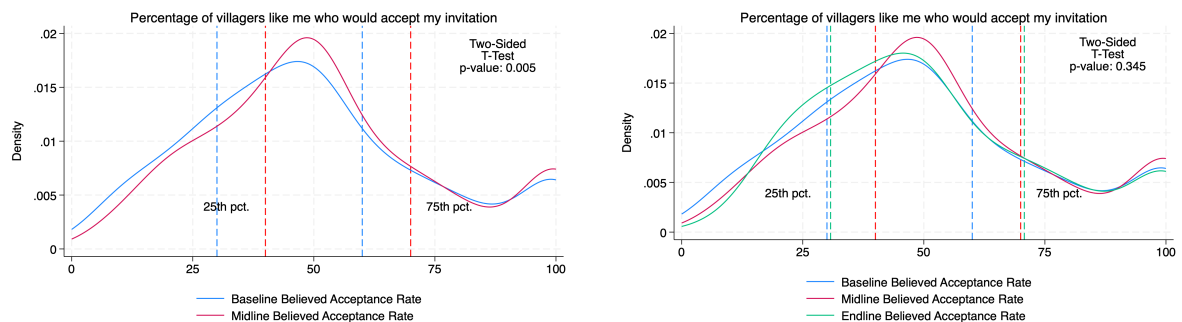 Percentage of villagers like me who would accept my invitation
.02
.015
.01
.005
0
Density
Two-Sided
T-Test
p-value: 0.005
25th pct.
75th pct.
0
25
50
75
100
Baseline Believed Acceptance Rate
Midline Believed Acceptance Rate
Percentage of villagers like me who would accept my invitation
.02
.015
.01
.005
0
Density
Two-Sided
T-Test
p-value: 0.345
25th pct.
75th pct.
0
25
50
75
100
Baseline Believed Acceptance Rate
Midline Believed Acceptance Rate
Endline Believed Acceptance Rate